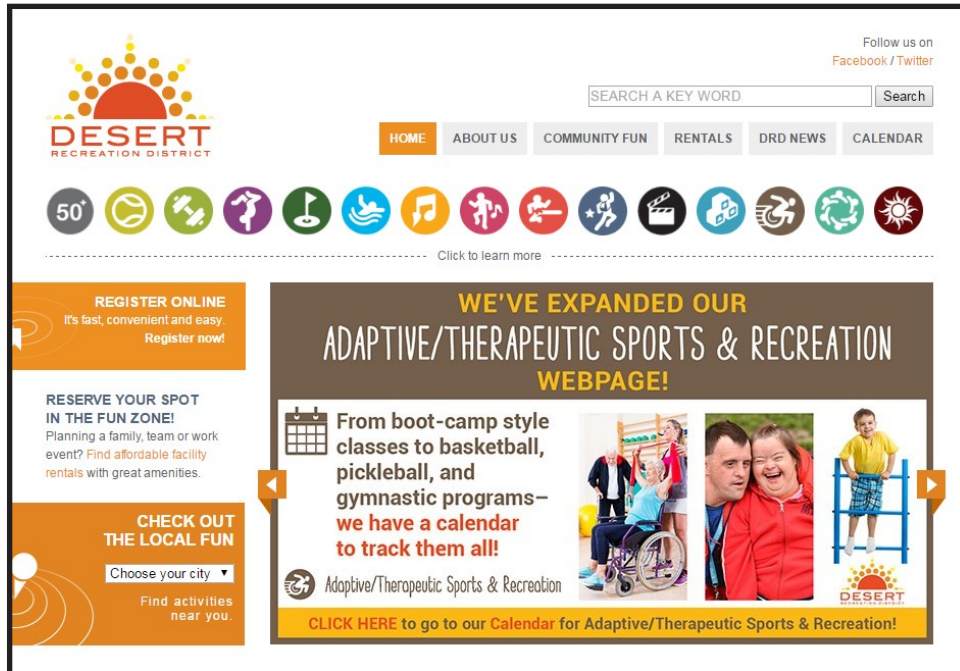 DESERT
RECREATION DISTRICT
Follow us on
Facebook / Twitter
SEARCH A KEY WORD
Search
HOME
ABOUT US
COMMUNITY FUN
RENTALS
DRD NEWS
CALENDAR
50+
Click to learn more
REGISTER ONLINE
It's fast, convenient and easy.
Register now!
RESERVE YOUR SPOT
IN THE FUN ZONE!
Planning a family, team or work
event? Find affordable facility
rentals with great amenities.
CHECK OUT
THE LOCAL FUN
Choose your city
Find activities
near you.
WE'VE EXPANDED OUR
ADAPTIVE/THERAPEUTIC SPORTS & RECREATION
WEBPAGE!
From boot-camp style
classes to basketball,
pickleball, and
gymnastic programs–
we have a calendar
to track them all!
Adaptive/Therapeutic Sports & Recreation
DESERT
RECREATION DISTRICT
CLICK HERE to go to our Calendar for Adaptive/Therapeutic Sports & Recreation!